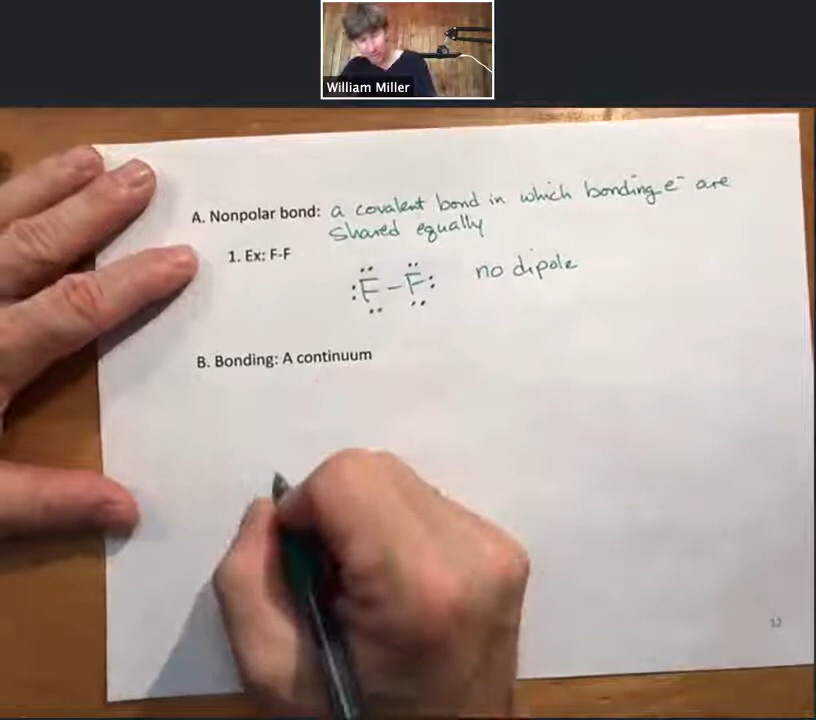 William Miller
A. Nonpolar bond: a covalent bond in which bonding e⁻ are
shared equally
1. Ex: F-F
:F̤̈–F̤̈: no dipole
B. Bonding: A continuum
12